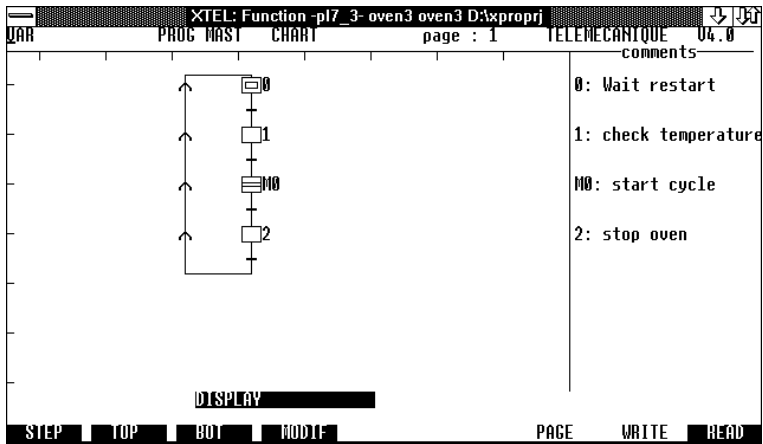 XTEL: Function -pl7_3- oven3 oven3 D:\xproprj
VAR PROG MAST CHART page : 1 TELEMECANIQUE V4.0
comments
0 0: Wait restart
1 1: check temperature
M0 M0: start cycle
2 2: stop oven
DISPLAY
STEP TOP BOT MODIF PAGE WRITE READ